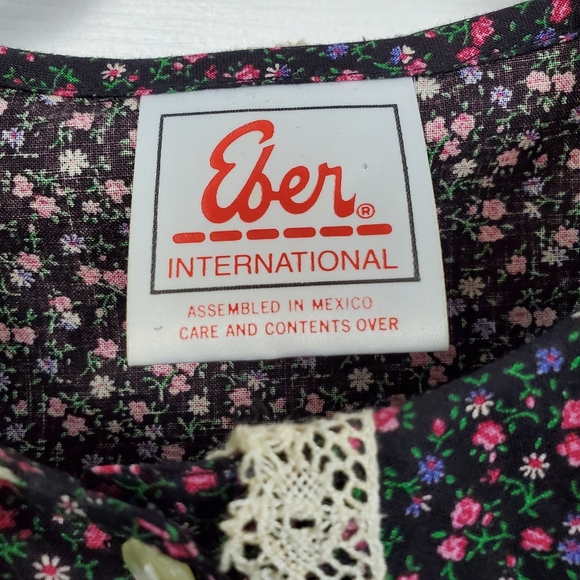 Eber®
INTERNATIONAL
ASSEMBLED IN MEXICO
CARE AND CONTENTS OVER